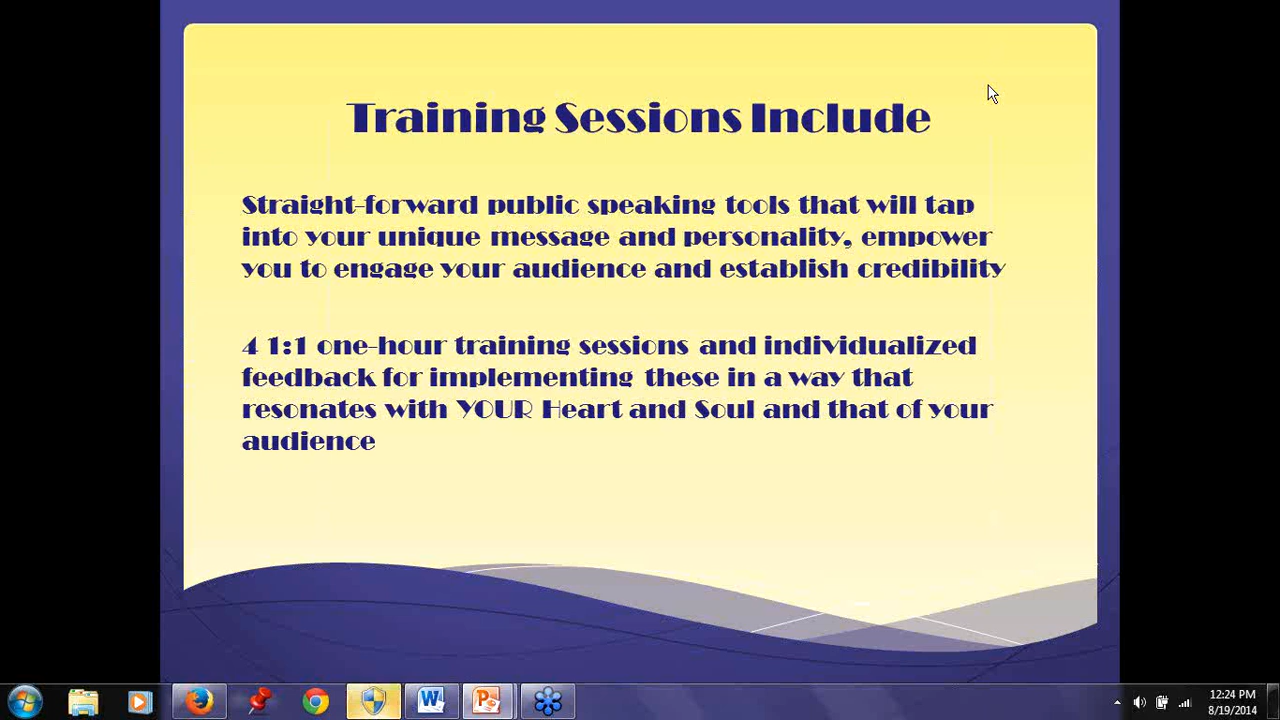 Training Sessions Include
Straight-forward public speaking tools that will tap
into your unique message and personality, empower
you to engage your audience and establish credibility
4 1:1 one-hour training sessions and individualized
feedback for implementing these in a way that
resonates with YOUR Heart and Soul and that of your
audience
12:24 PM
8/19/2014